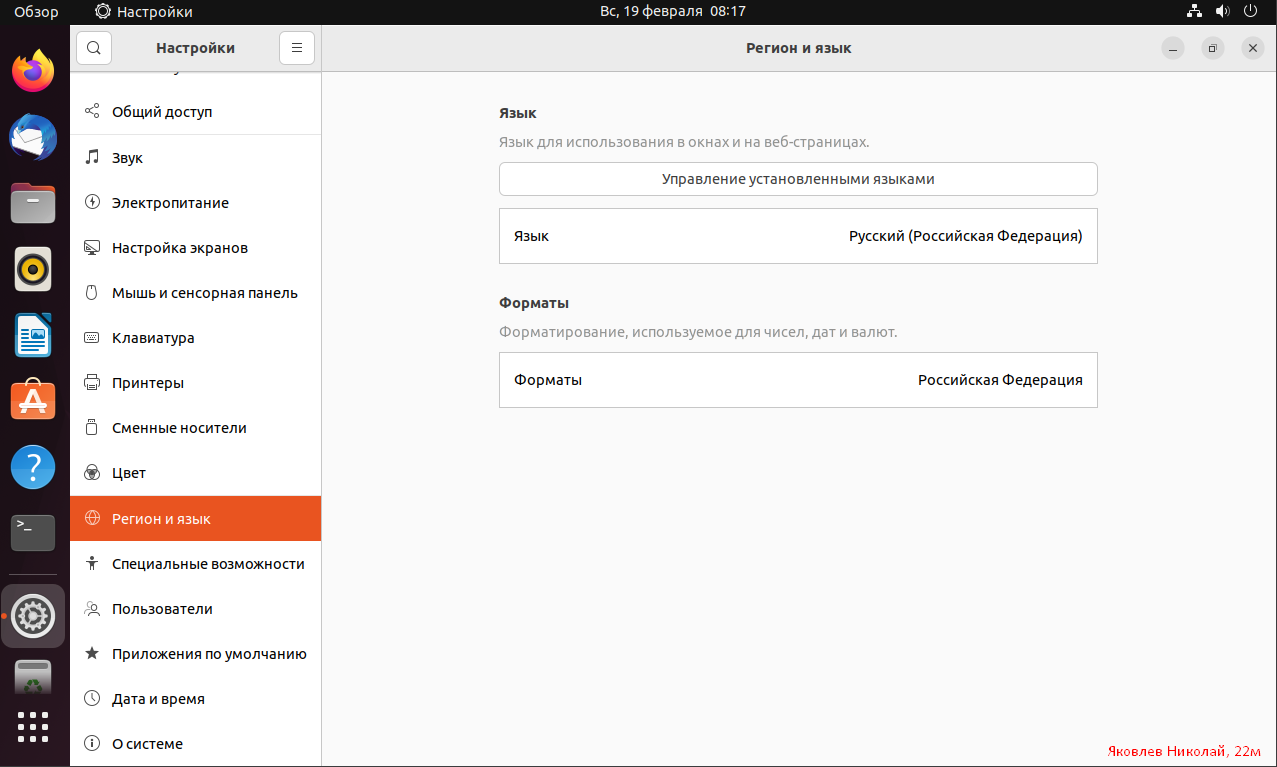 Обзор Настройки Вс, 19 февраля 08:17
Настройки
Регион и язык
Общий доступ
Звук
Электропитание
Настройка экранов
Мышь и сенсорная панель
Клавиатура
Принтеры
Сменные носители
Цвет
Регион и язык
Специальные возможности
Пользователи
Приложения по умолчанию
Дата и время
О системе
Язык
Язык для использования в окнах и на веб-страницах.
Управление установленными языками
Язык Русский (Российская Федерация)
Форматы
Форматирование, используемое для чисел, дат и валют.
Форматы Российская Федерация
Яковлев Николай, 22м